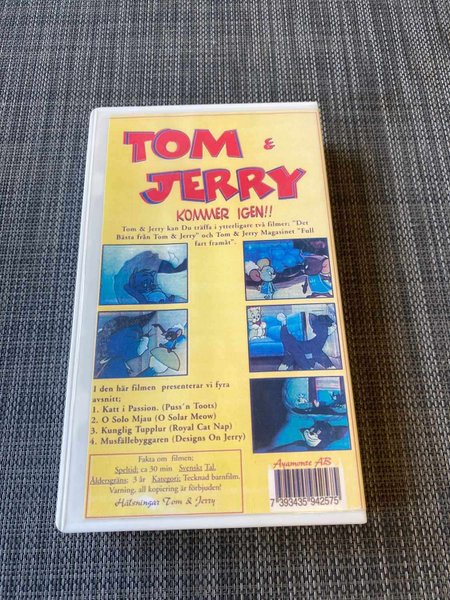 TOM &
JERRY
KOMMER IGEN!!
Tom & Jerry kan Du träffa i ytterligare två filmer; "Det
Bästa från Tom & Jerry" och Tom & Jerry Magasinet "Full
fart framåt".
I den här filmen presenterar vi fyra
avsnitt;
1. Katt i Passion. (Puss´n Toots)
2. O Solo Mjau (O Solar Meow)
3. Kunglig Tupplur (Royal Cat Nap)
4. Musfällebyggaren (Designs On Jerry)
Fakta om filmen;
Speltid: ca 30 min Svenskt Tal.
Åldersgräns: 3 år Kategori: Tecknad barnfilm.
Varning, all kopiering är förbjuden!
Hälsningar Tom & Jerry
Ayamonte AB
7 393435 942575